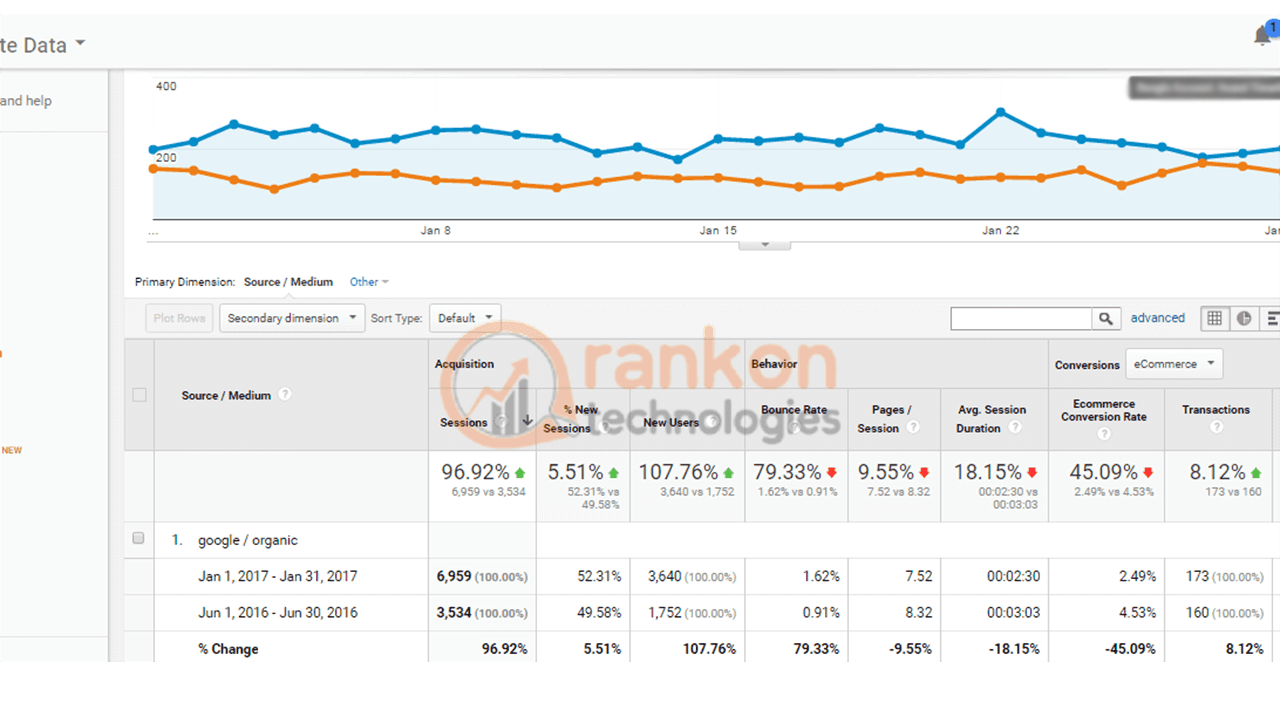 te Data
1
and help
400
200
... Jan 8 Jan 15 Jan 22
Primary Dimension: Source / Medium Other
Plot Rows Secondary dimension Sort Type: Default advanced
Source / Medium ?
Acquisition Behavior Conversions eCommerce
Sessions ? % New Sessions ? New Users ? Bounce Rate ? Pages / Session ? Avg. Session Duration ? Ecommerce Conversion Rate ? Transactions ?
rankon
technologies
NEW
96.92% 5.51% 107.76% 79.33% 9.55% 18.15% 45.09% 8.12%
6,959 vs 3,534 52.31% vs 49.58% 3,640 vs 1,752 1.62% vs 0.91% 7.52 vs 8.32 00:02:30 vs 00:03:03 2.49% vs 4.53% 173 vs 160
1. google / organic
Jan 1, 2017 - Jan 31, 2017 6,959 (100.00%) 52.31% 3,640 (100.00%) 1.62% 7.52 00:02:30 2.49% 173 (100.00%)
Jun 1, 2016 - Jun 30, 2016 3,534 (100.00%) 49.58% 1,752 (100.00%) 0.91% 8.32 00:03:03 4.53% 160 (100.00%)
% Change 96.92% 5.51% 107.76% 79.33% -9.55% -18.15% -45.09% 8.12%